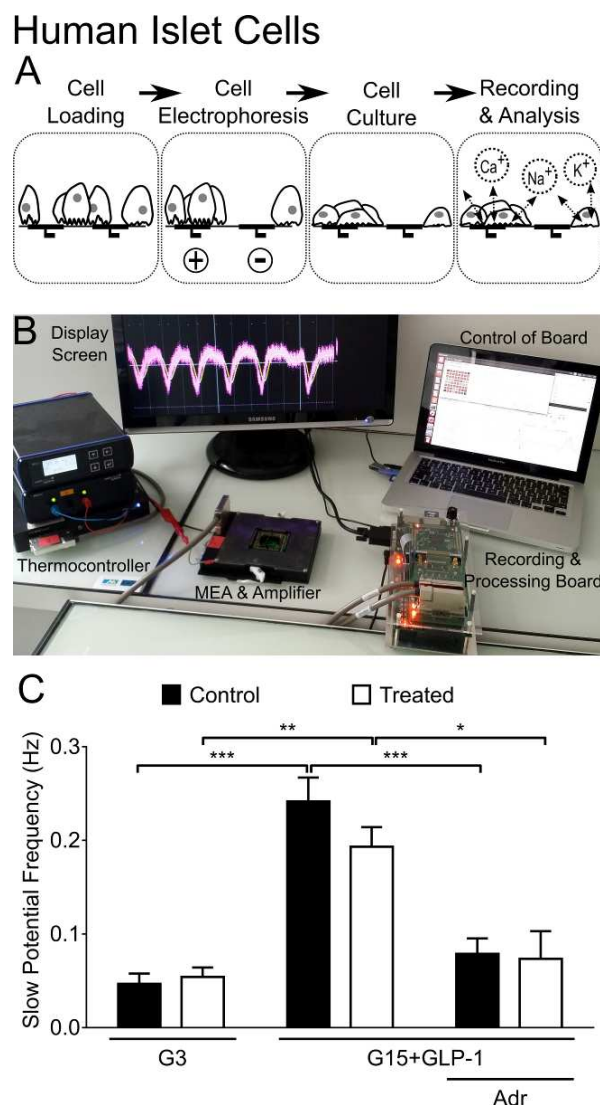 Human Islet Cells
A
Cell
Loading
Cell
Electrophoresis
Cell
Culture
Recording
& Analysis
Ca+
Na+
K+
+
-
B
Display
Screen
SAMSUNG
Control of Board
Thermocontroller
MEA & Amplifier
Recording &
Processing Board
C
Control
Treated
Slow Potential Frequency (Hz)
0.3
0.2
0.1
0.0
**
*
***
***
G3
G15+GLP-1
Adr